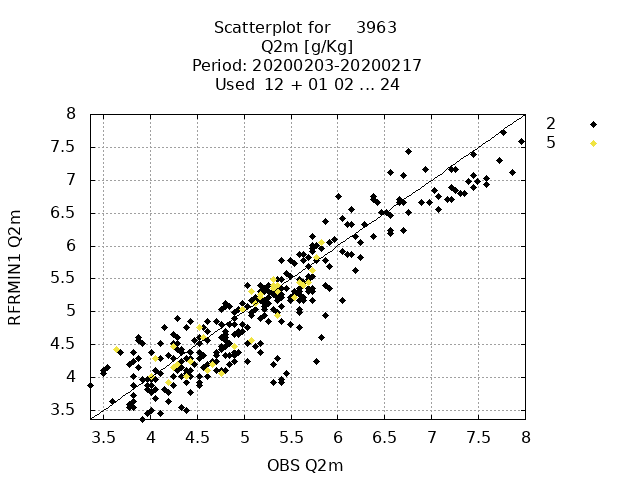 Scatterplot for 3963
Q2m [g/Kg]
Period: 20200203-20200217
Used 12 + 01 02 ... 24
2
5
8
7.5
7
6.5
6
5.5
5
4.5
4
3.5
RFRMIN1 Q2m
3.5 4 4.5 5 5.5 6 6.5 7 7.5 8
OBS Q2m